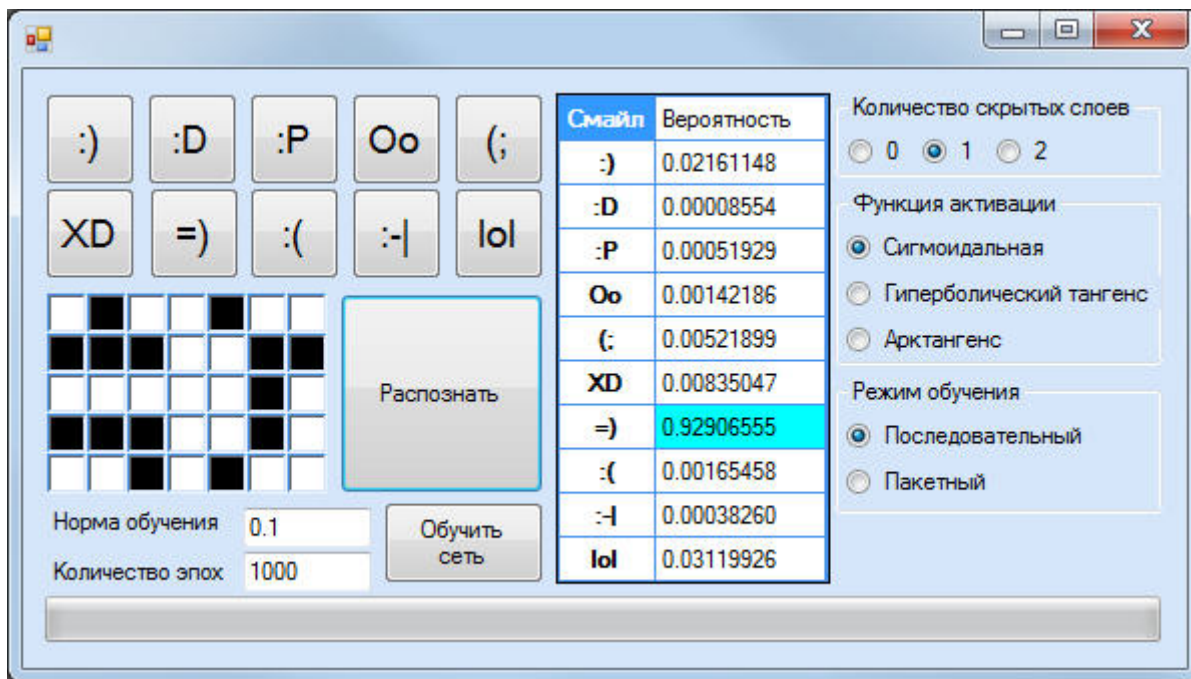 :) :D :P Oo (;
XD =) :( :-| lol
Распознать
Норма обучения 0.1
Количество эпох 1000
Обучить
сеть
Смайл Вероятность
:) 0.02161148
:D 0.00008554
:P 0.00051929
Oo 0.00142186
(; 0.00521899
XD 0.00835047
=) 0.92906555
:( 0.00165458
:-| 0.00038260
lol 0.03119926
Количество скрытых слоев
0 1 2
Функция активации
Сигмоидальная
Гиперболический тангенс
Арктангенс
Режим обучения
Последовательный
Пакетный